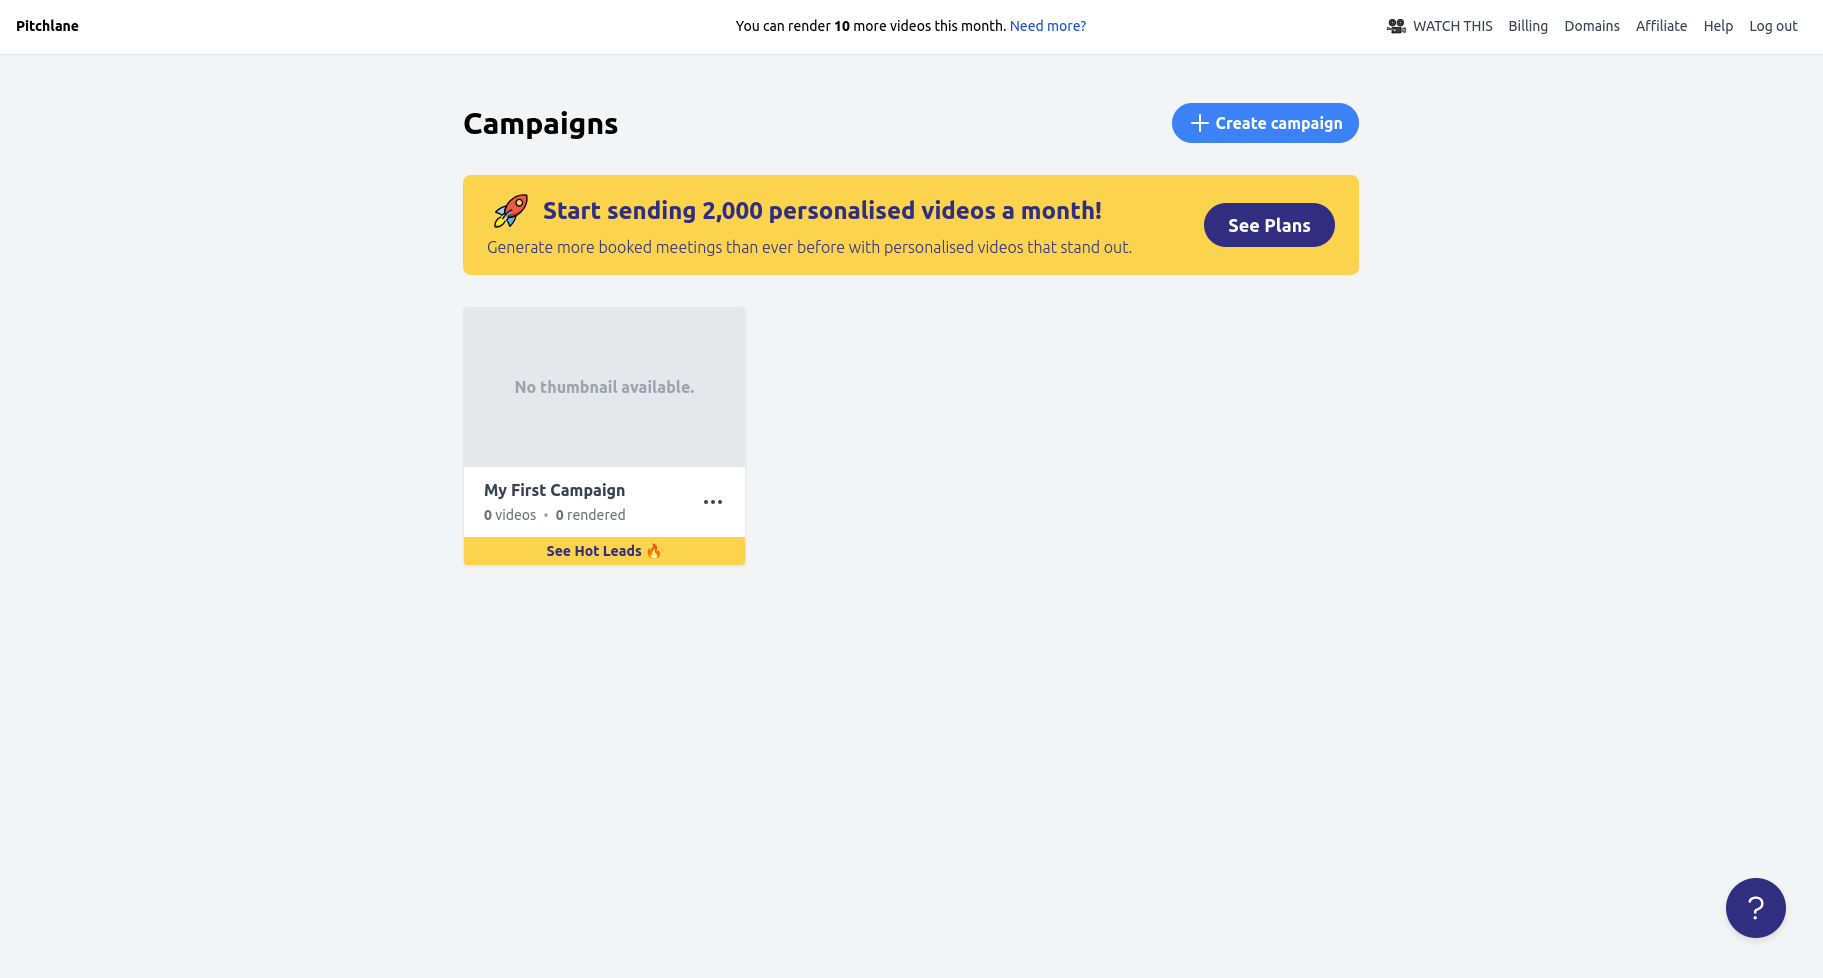 Pitchlane
You can render 10 more videos this month. Need more?
WATCH THIS
Billing
Domains
Affiliate
Help
Log out
Campaigns
Create campaign
Start sending 2,000 personalised videos a month!
Generate more booked meetings than ever before with personalised videos that stand out.
See Plans
No thumbnail available.
My First Campaign
0 videos • 0 rendered
See Hot Leads 🔥
?